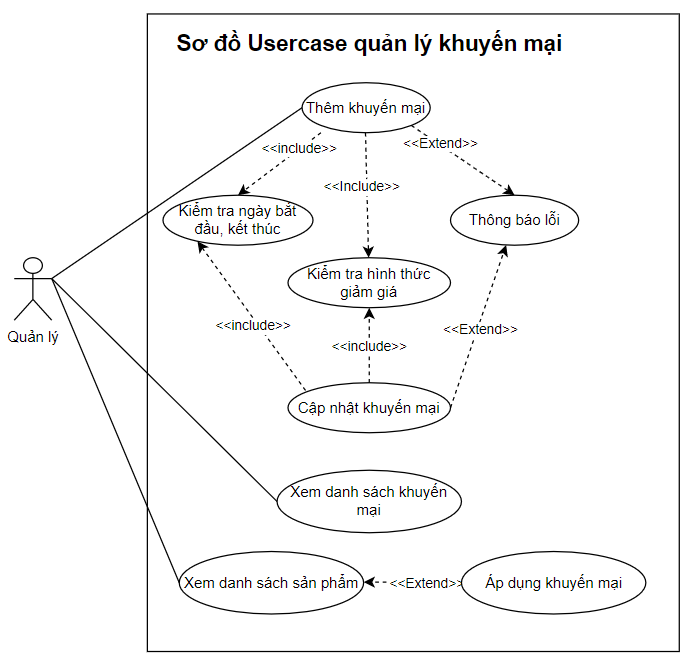 Sơ đồ Usercase quản lý khuyến mại
Thêm khuyến mại
<<include>>
<<Extend>>
<<Include>>
Kiểm tra ngày bắt
đầu, kết thúc
Thông báo lỗi
Kiểm tra hình thức
giảm giá
Quản lý
<<include>>
<<include>>
<<Extend>>
Cập nhật khuyến mại
Xem danh sách khuyến
mại
Xem danh sách sản phẩm
<<Extend>>
Áp dụng khuyến mại